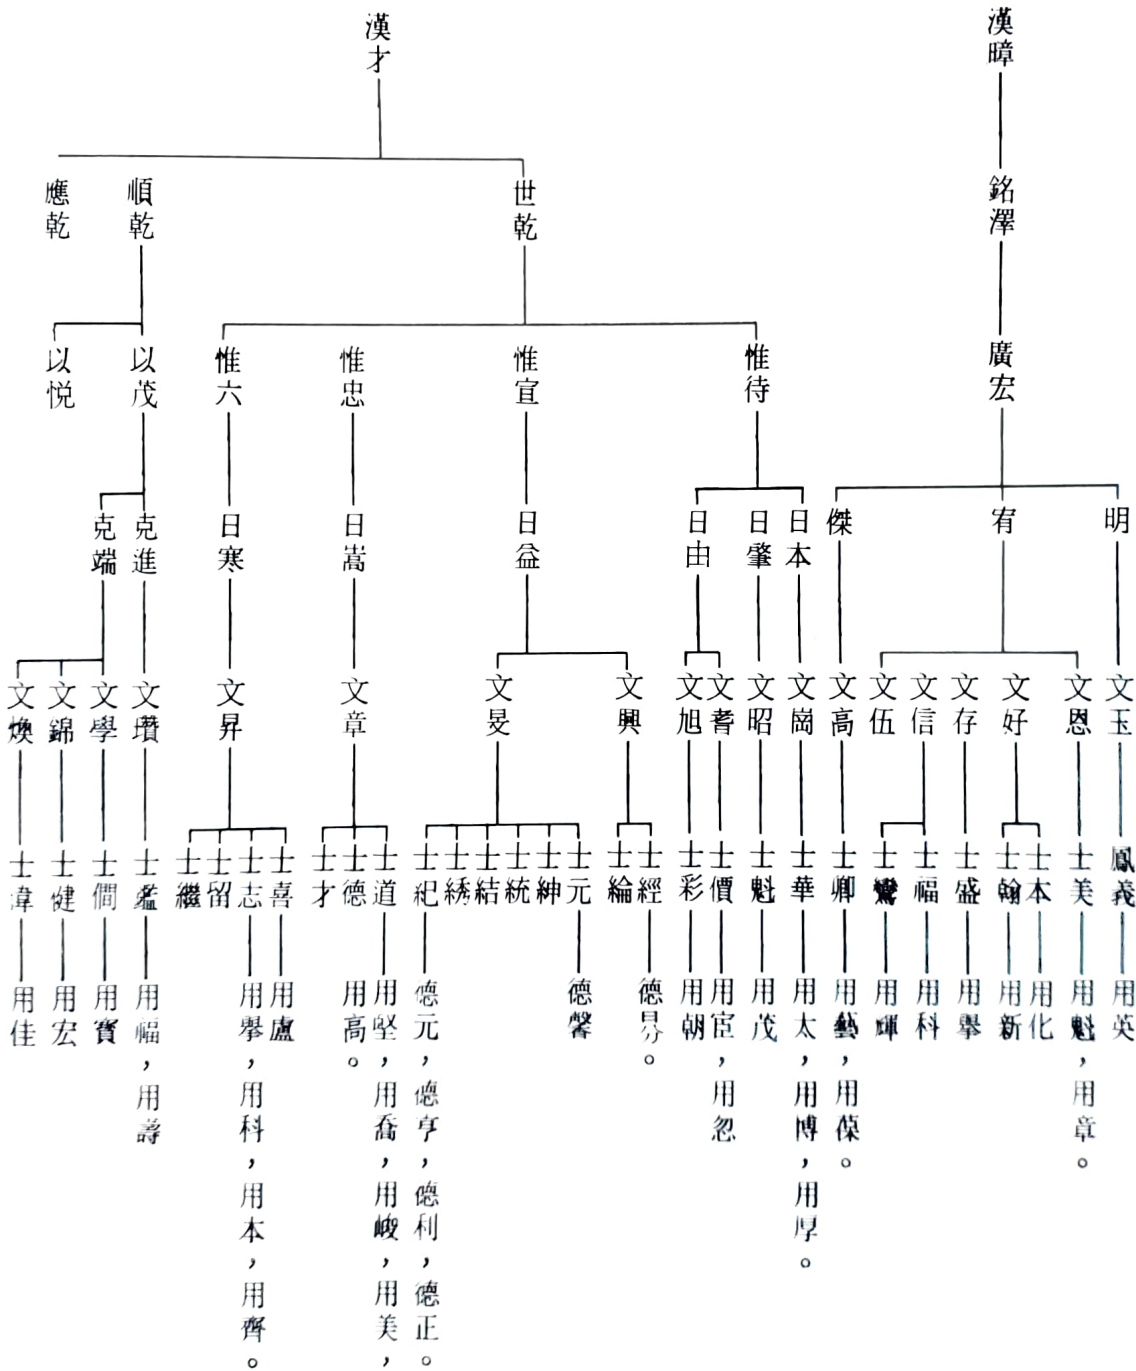 漢暲
銘澤
廣宏
明
宥
傑
文玉
文恩
文好
文存
文信
文伍
文高
鳳義
士美
士本
士翰
士盛
士福
士鸞
士卿
用英
用魁,用章。
用化
用新
用舉
用科
用輝
用藝,用葆。
漢才
世乾
順乾
應乾
惟待
惟宣
惟忠
惟六
以茂
以悦
日本
日肇
日由
日益
日嵩
日寒
克進
克端
文崗
文昭
文耆
文旭
文興
文旻
文章
文昇
文瓚
文學
文錦
文煥
士華
士魁
士價
士彩
士經
士綸
士元
士紳
士統
士結
士綉
士紀
士道
士德
士才
士喜
士志
士留
士繼
士鑑
士僩
士健
士湋
用太,用博,用厚。
用茂
用宦,用忽
用朝
德昜。
德馨
德元,德亨,德利,德正。
用堅,用喬,用峻,用美,
用高。
用盧
用舉,用科,用本,用齊。
用福,用壽
用寳
用宏
用佳